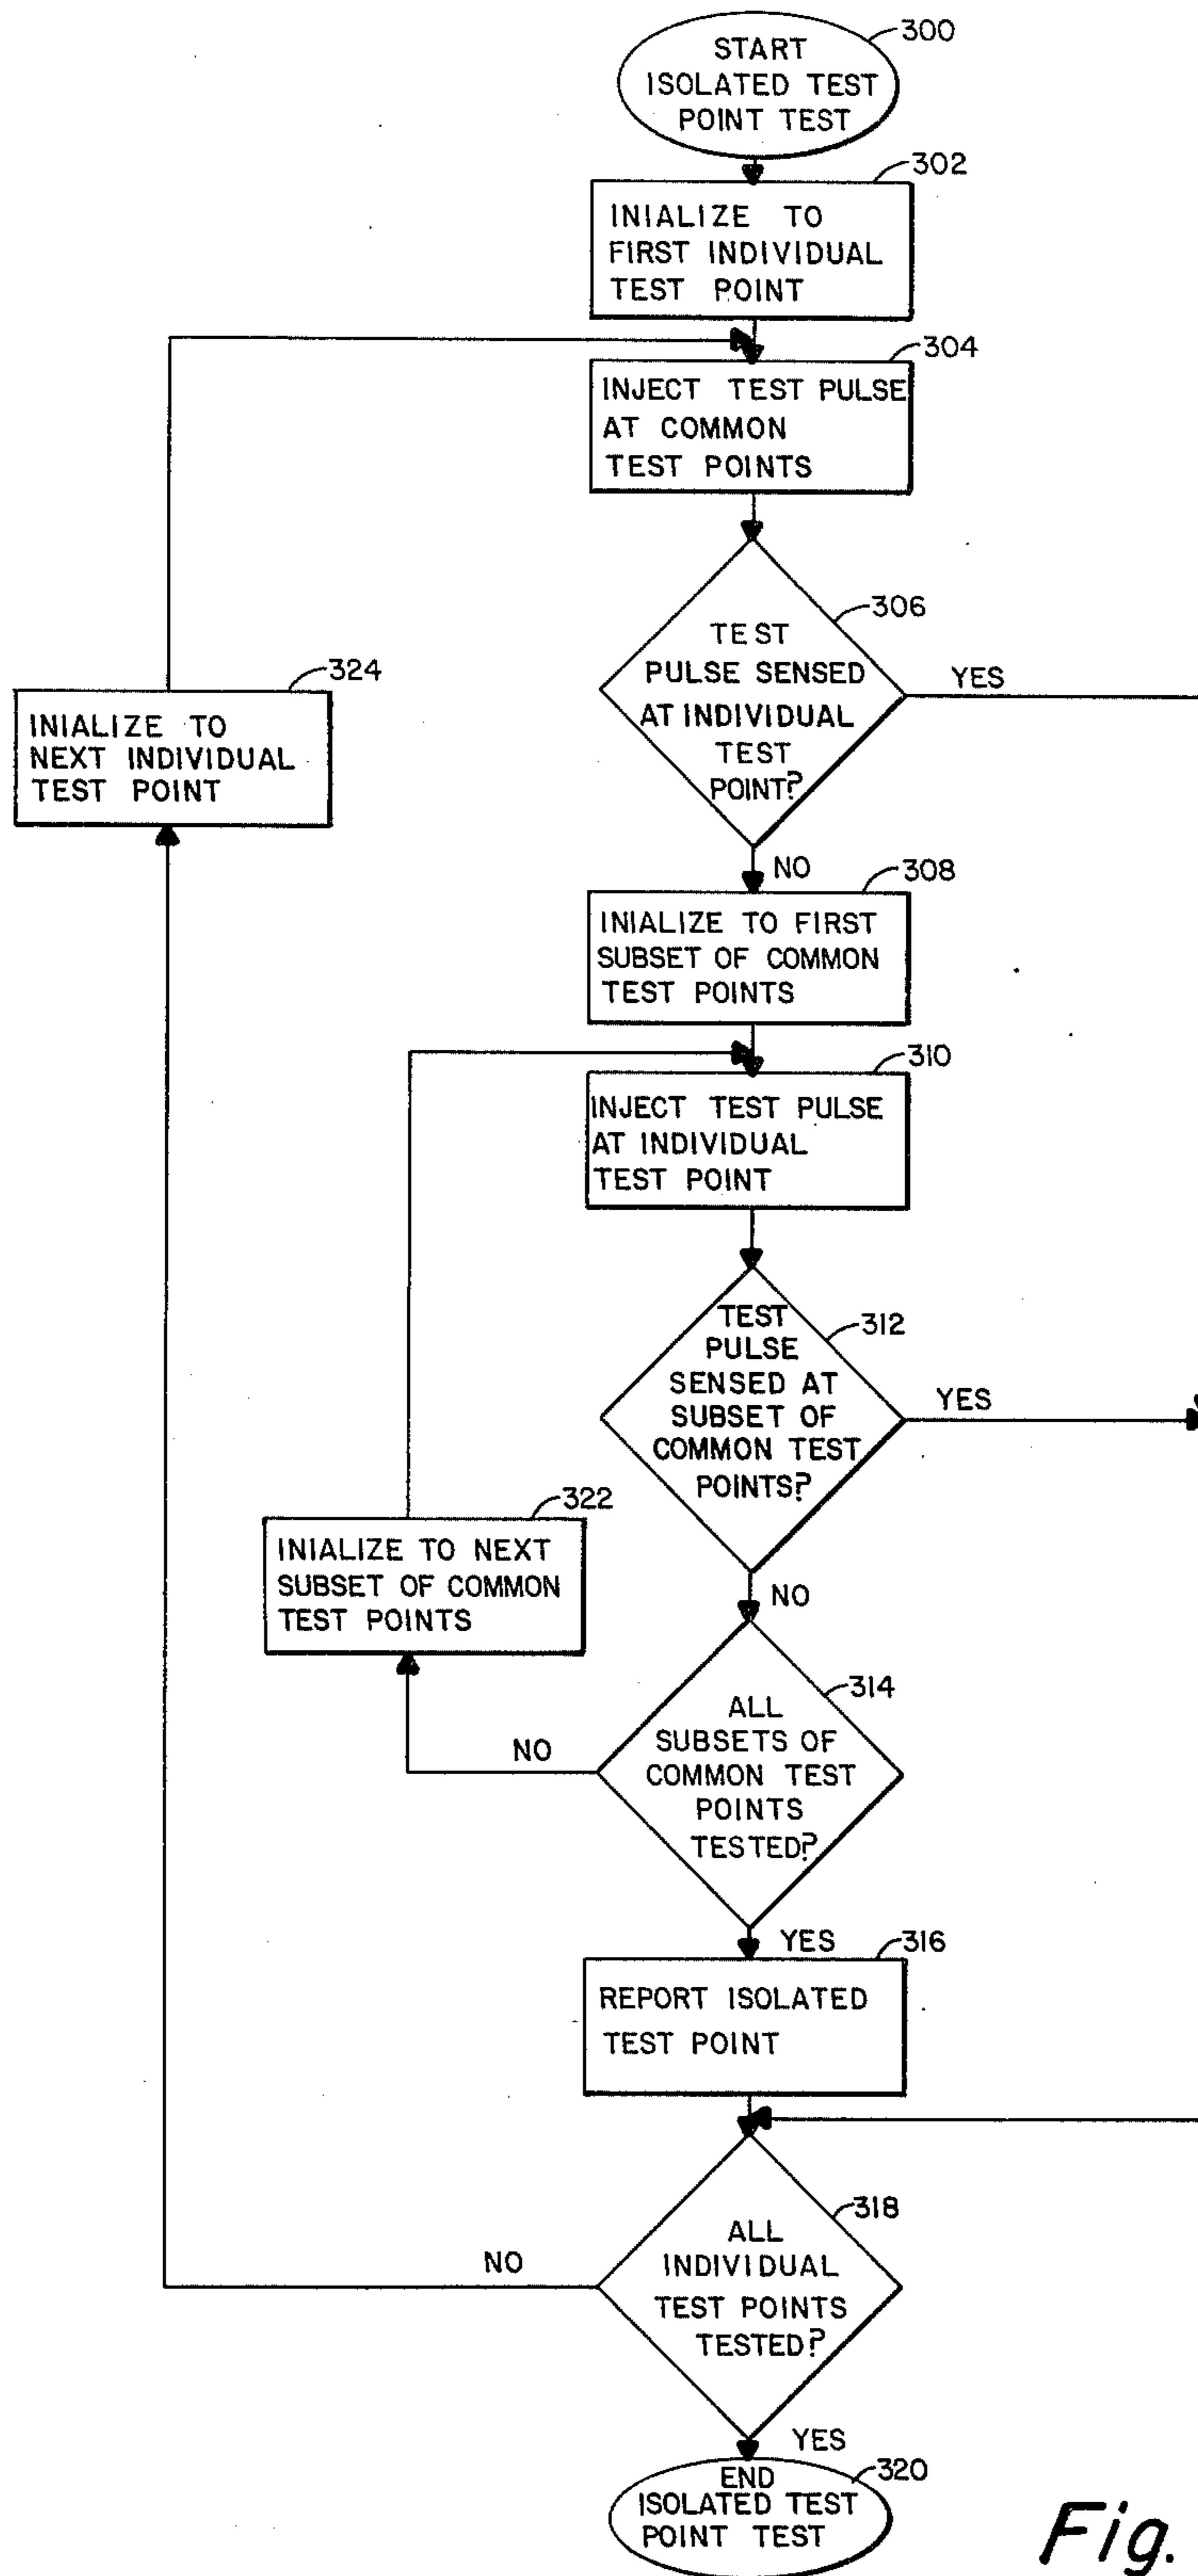 300
START
ISOLATED TEST
POINT TEST
302
INIALIZE TO
FIRST INDIVIDUAL
TEST POINT
304
INJECT TEST PULSE
AT COMMON
TEST POINTS
306
TEST
PULSE SENSED
AT INDIVIDUAL
TEST
POINT?
YES
324
INIALIZE TO
NEXT INDIVIDUAL
TEST POINT
NO
308
INIALIZE TO FIRST
SUBSET OF COMMON
TEST POINTS
310
INJECT TEST PULSE
AT INDIVIDUAL
TEST POINT
312
TEST
PULSE
SENSED AT
SUBSET OF
COMMON TEST
POINTS?
YES
322
INIALIZE TO NEXT
SUBSET OF COMMON
TEST POINTS
NO
314
ALL
SUBSETS OF
COMMON TEST
POINTS
TESTED?
NO
YES
316
REPORT ISOLATED
TEST POINT
318
ALL
INDIVIDUAL
TEST POINTS
TESTED?
NO
YES
320
END
ISOLATED TEST
POINT TEST
Fig.